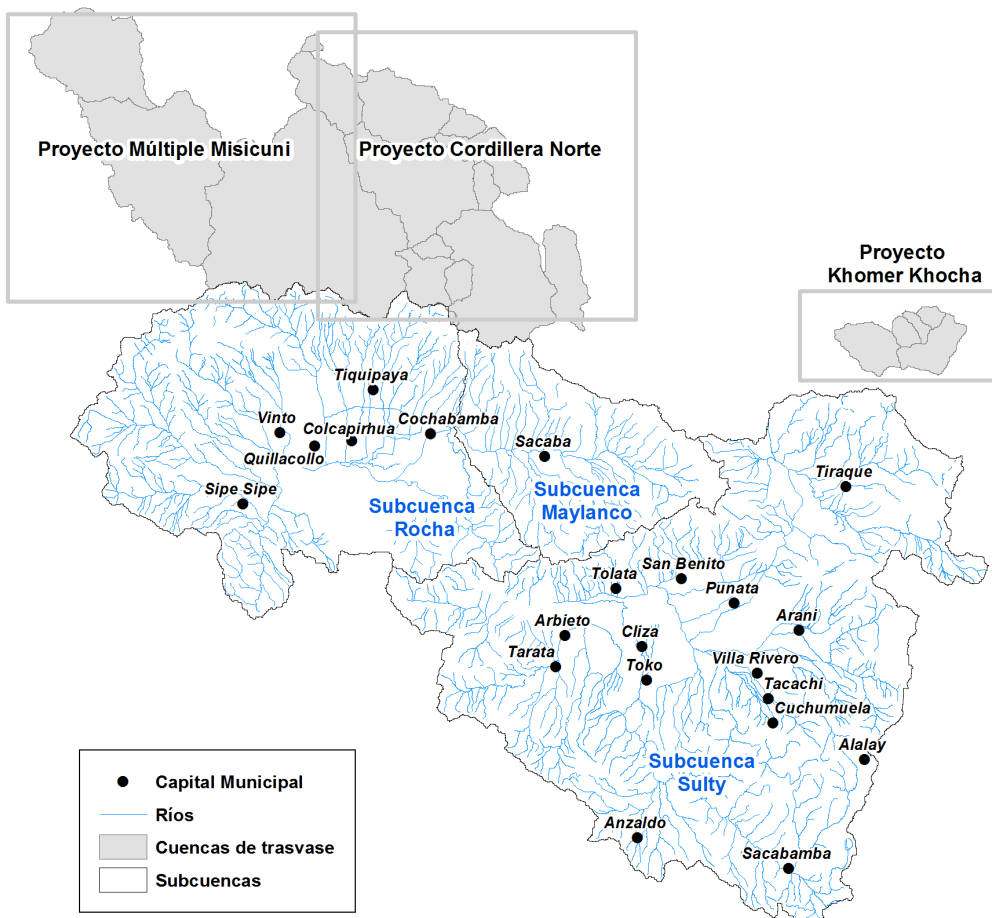 Proyecto Múltiple Misicuni
Proyecto Cordillera Norte
Proyecto
Khomer Khocha
Tiquipaya
Vinto
Colcapirhua
Cochabamba
Quillacollo
Sacaba
Tiraque
Sipe Sipe
Subcuenca
Rocha
Subcuenca
Maylanco
San Benito
Tolata
Punata
Arani
Arbieto
Cliza
Tarata
Toko
Villa Rivero
Tacachi
Cuchumuela
Alalay
Subcuenca
Sulty
Anzaldo
Sacabamba
Capital Municipal
Ríos
Cuencas de trasvase
Subcuencas